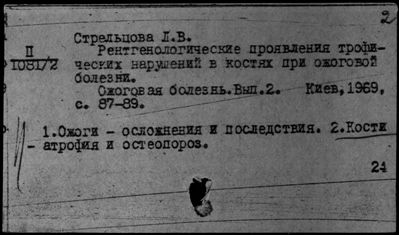 2
Стрельцова Л.В.
II Рентгенологические проявления трофи-
1081/2 ческих нарушений в костях при ожоговой
болезни.
Ожоговая болезнь.Вып.2. Киев,1969,
с. 87-89.
1.Ожоги - осложнения и последствия. 2.Кости
- атрофия и остеопороз.
24